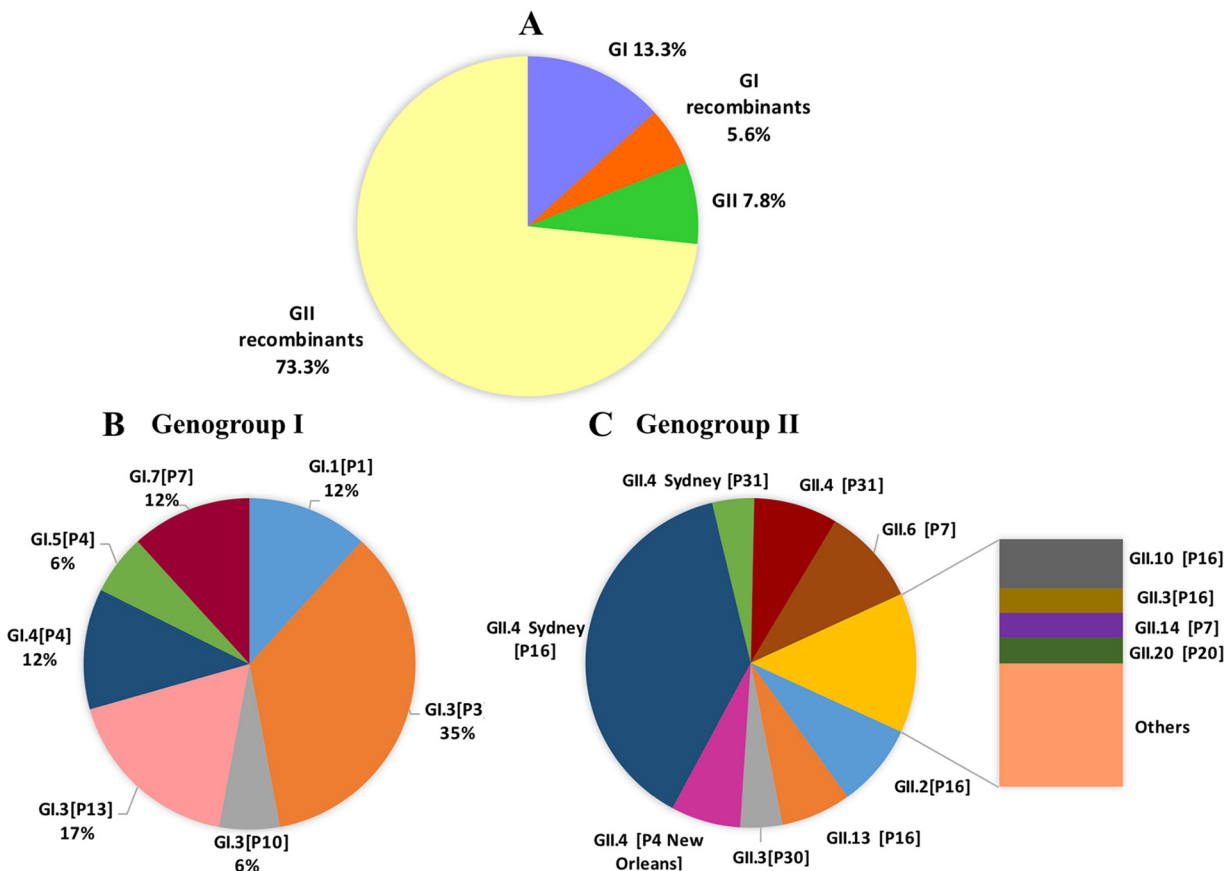 A
GI 13.3%
GI
recombinants
5.6%
GII 7.8%
GII
recombinants
73.3%
B Genogroup I
GI.7[P7]
12%
GI.1[P1]
12%
GI.5[P4]
6%
GI.4[P4]
12%
GI.3[P3
35%
GI.3[P13]
17%
GI.3[P10]
6%
C Genogroup II
GII.4 Sydney [P31]
GII.4 [P31]
GII.6 [P7]
GII.4 Sydney
[P16]
GII.2[P16]
GII.13 [P16]
GII.3[P30]
GII.4 [P4 New
Orleans]
GII.10 [P16]
GII.3[P16]
GII.14 [P7]
GII.20 [P20]
Others